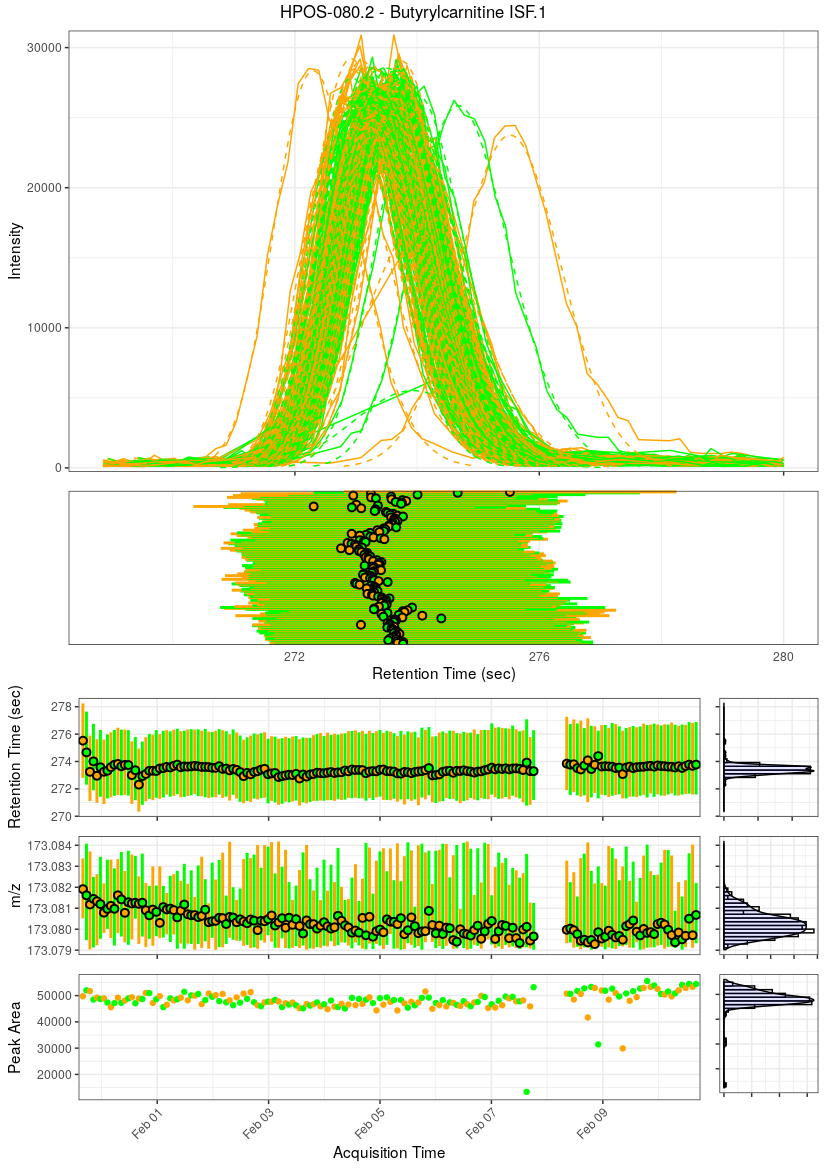 HPOS-080.2 - Butyrylcarnitine ISF.1
30000
20000
10000
0
Intensity
272 276 280
Retention Time (sec)
278
276
274
272
270
Retention Time (sec)
173.084
173.083
173.082
173.081
173.080
173.079
m/z
50000
40000
30000
20000
Peak Area
Feb 01 Feb 03 Feb 05 Feb 07 Feb 09
Acquisition Time